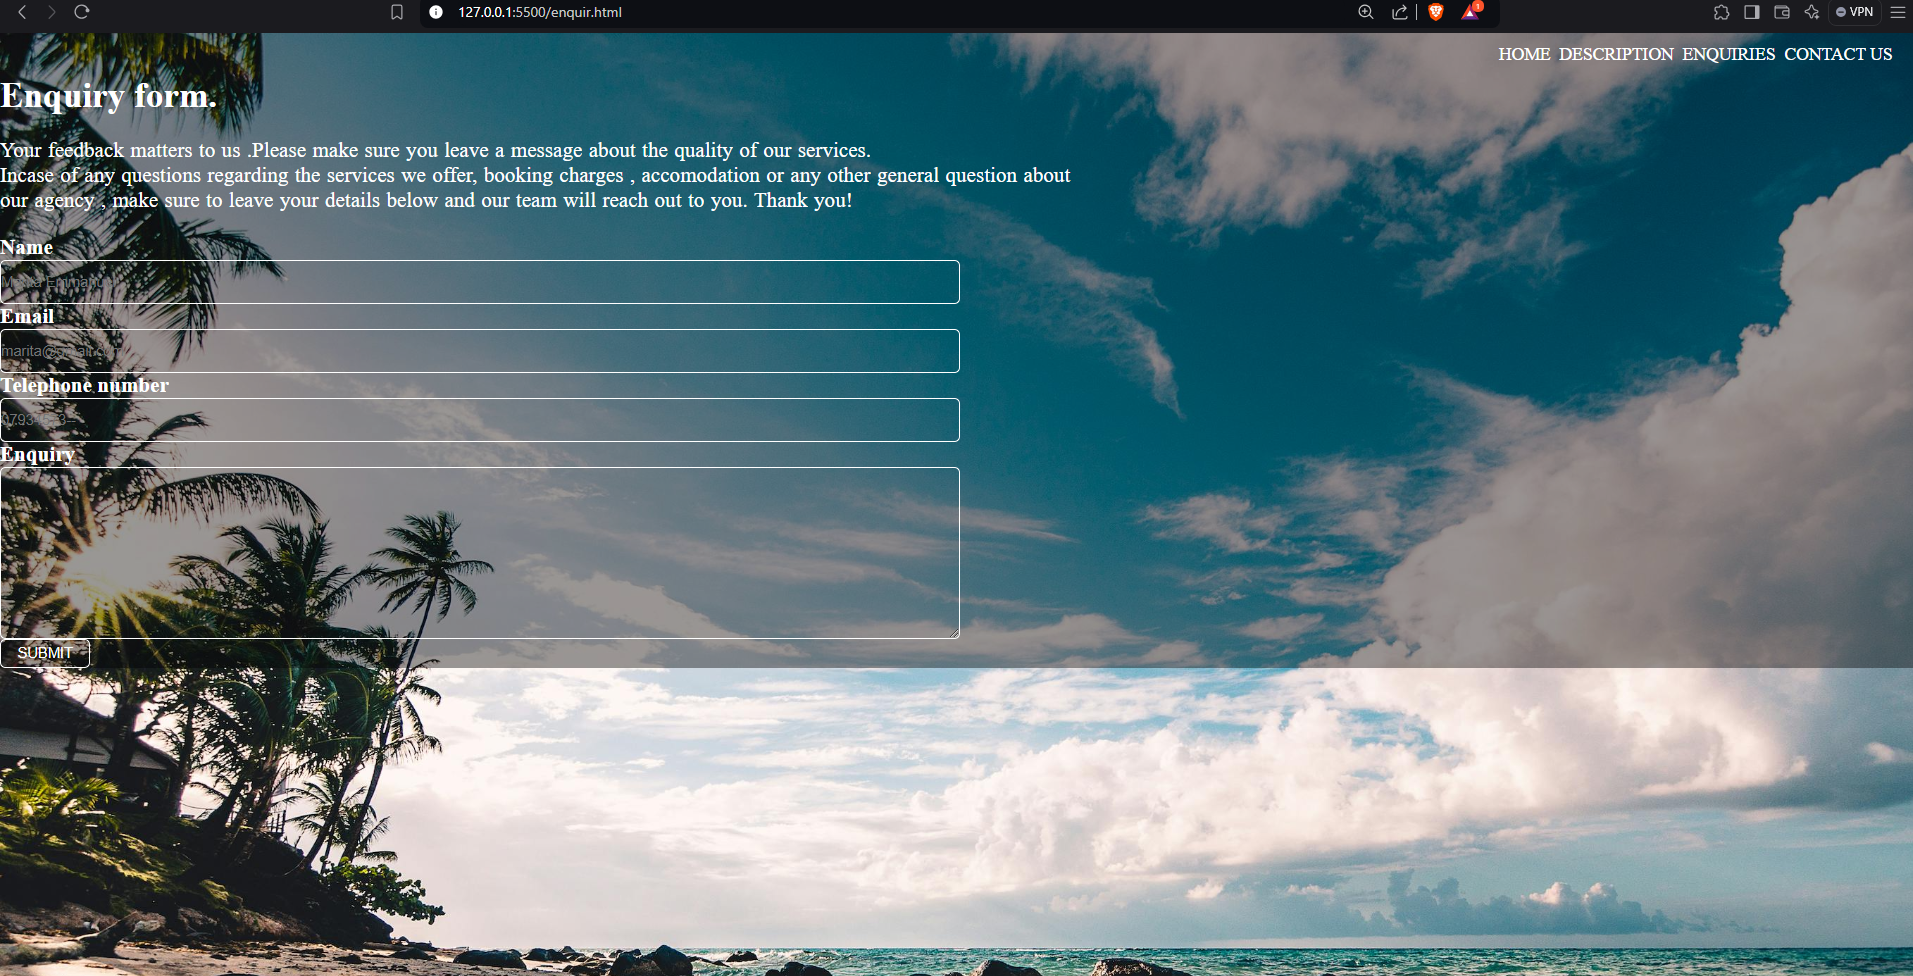 127.0.0.1:5500/enquir.html
1
VPN
HOME DESCRIPTION ENQUIRIES CONTACT US
Enquiry form.
Your feedback matters to us .Please make sure you leave a message about the quality of our services.
Incase of any questions regarding the services we offer, booking charges , accomodation or any other general question about
our agency , make sure to leave your details below and our team will reach out to you. Thank you!
Name
Email
marita@gmail.com
Telephone number
Enquiry
SUBMIT